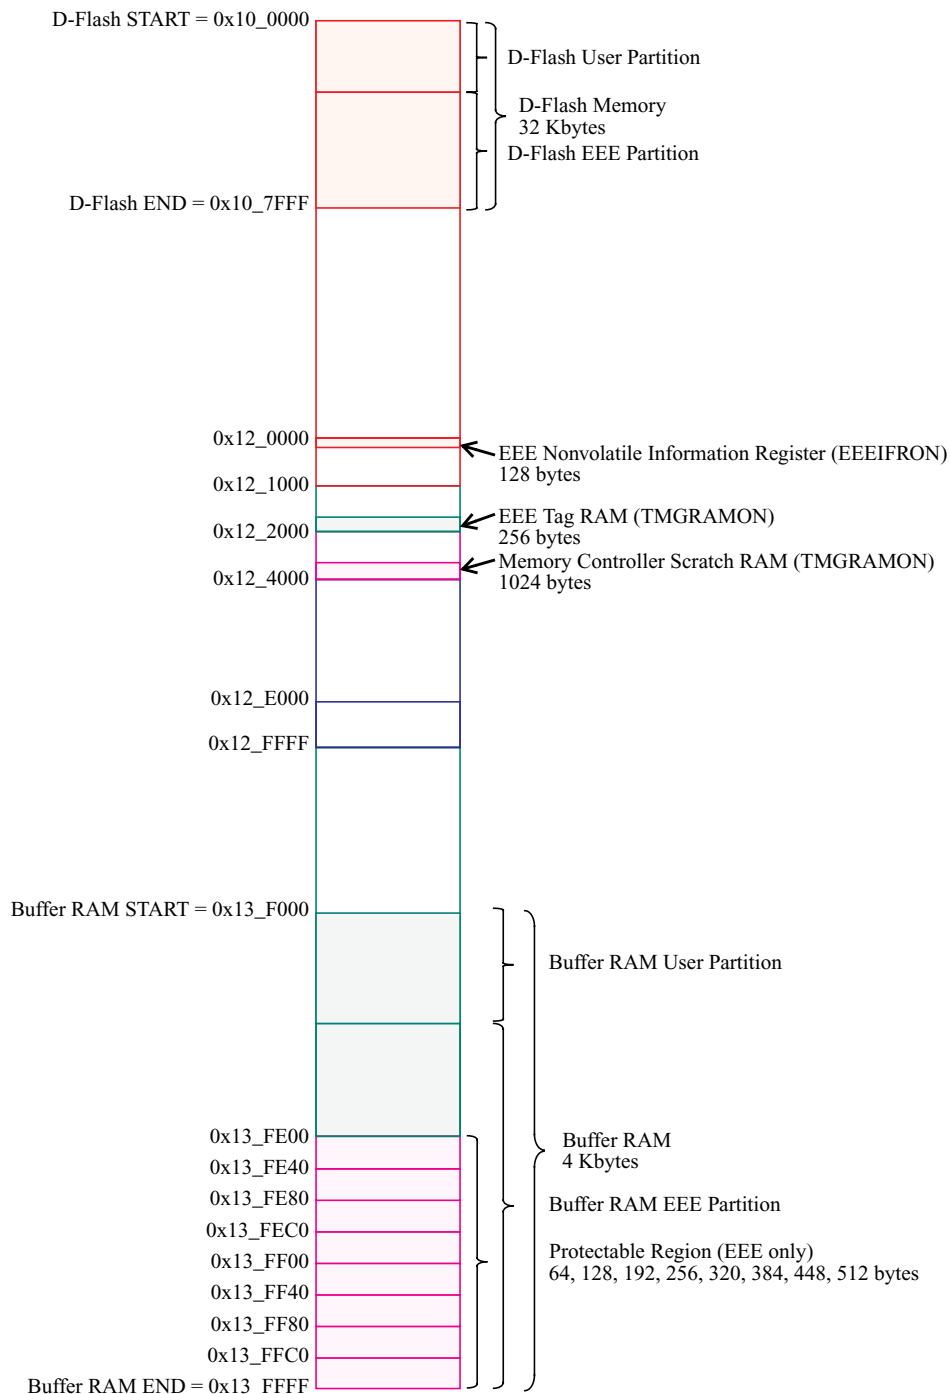 D-Flash START = 0x10_0000
D-Flash User Partition
D-Flash Memory
32 Kbytes
D-Flash EEE Partition
D-Flash END = 0x10_7FFF
0x12_0000
EEE Nonvolatile Information Register (EEEIFRON)
128 bytes
0x12_1000
EEE Tag RAM (TMGRAMON)
256 bytes
0x12_2000
Memory Controller Scratch RAM (TMGRAMON)
1024 bytes
0x12_4000
0x12_E000
0x12_FFFF
Buffer RAM START = 0x13_F000
Buffer RAM User Partition
0x13_FE00
Buffer RAM
4 Kbytes
0x13_FE40
0x13_FE80
Buffer RAM EEE Partition
0x13_FEC0
Protectable Region (EEE only)
64, 128, 192, 256, 320, 384, 448, 512 bytes
0x13_FF00
0x13_FF40
0x13_FF80
0x13_FFC0
Buffer RAM END = 0x13_FFFF